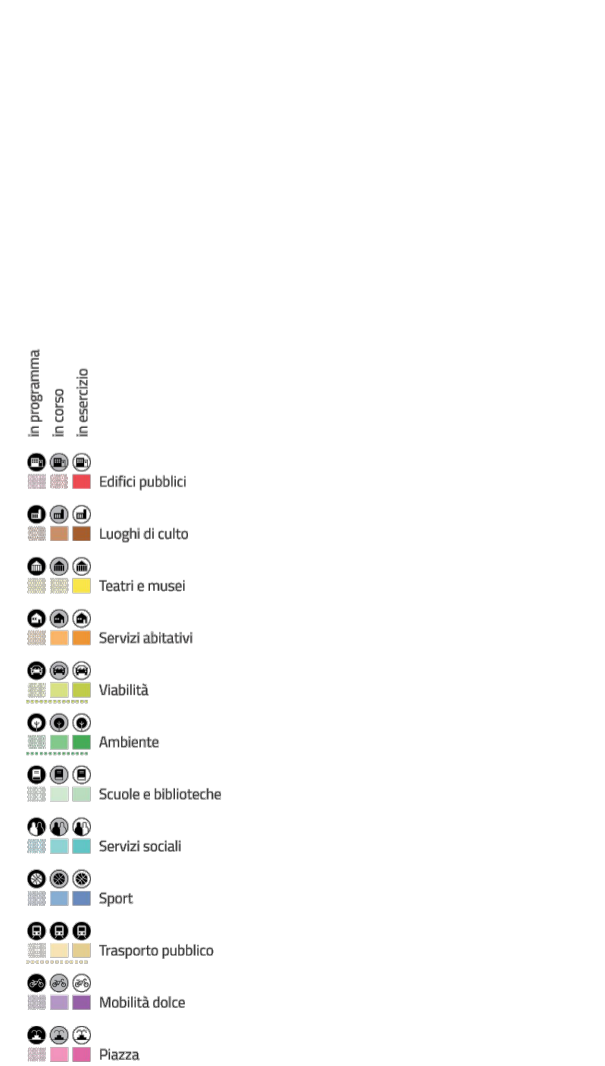 in programma
in corso
in esercizio
Edifici pubblici
Luoghi di culto
Teatri e musei
Servizi abitativi
Viabilità
Ambiente
Scuole e biblioteche
Servizi sociali
Sport
Trasporto pubblico
Mobilità dolce
Piazza